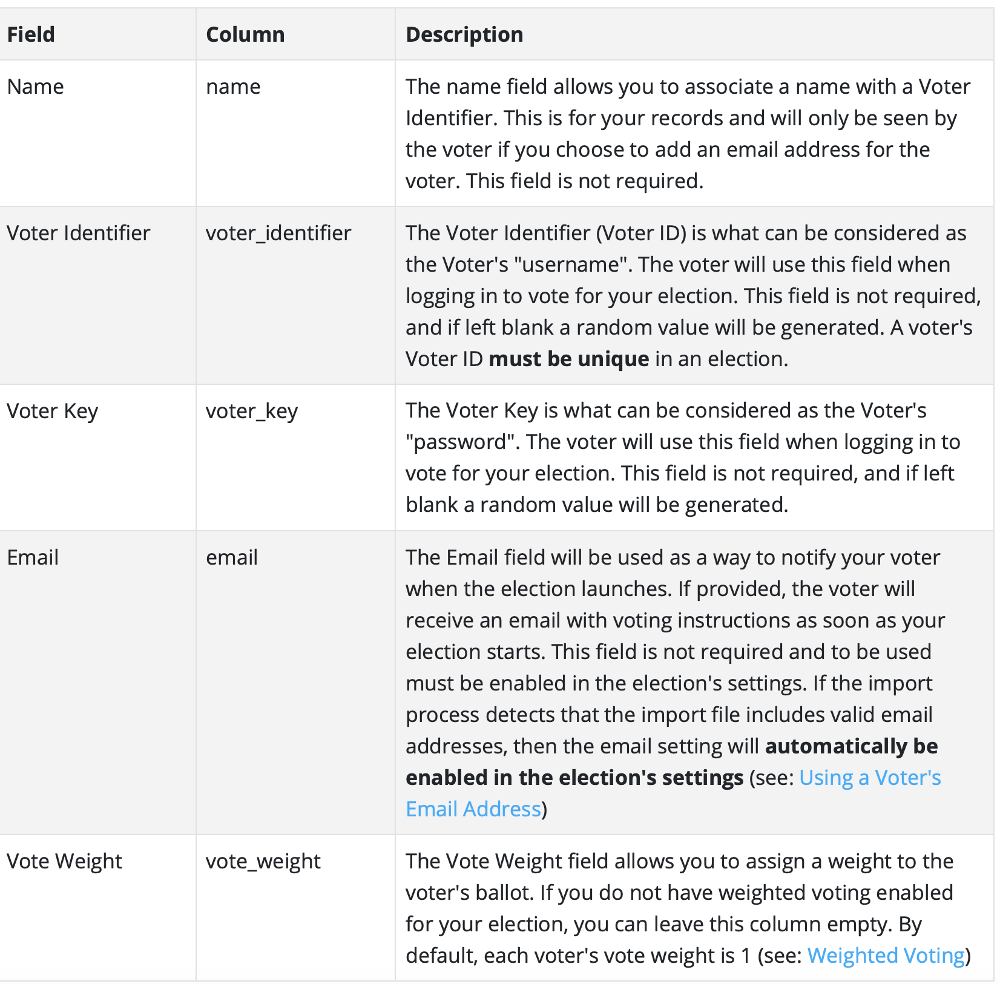 Field Column Description
Name name The name field allows you to associate a name with a Voter
Identifier. This is for your records and will only be seen by
the voter if you choose to add an email address for the
voter. This field is not required.
Voter Identifier voter_identifier The Voter Identifier (Voter ID) is what can be considered as
the Voter's "username". The voter will use this field when
logging in to vote for your election. This field is not required,
and if left blank a random value will be generated. A voter's
Voter ID must be unique in an election.
Voter Key voter_key The Voter Key is what can be considered as the Voter's
"password". The voter will use this field when logging in to
vote for your election. This field is not required, and if left
blank a random value will be generated.
Email email The Email field will be used as a way to notify your voter
when the election launches. If provided, the voter will
receive an email with voting instructions as soon as your
election starts. This field is not required and to be used
must be enabled in the election's settings. If the import
process detects that the import file includes valid email
addresses, then the email setting will automatically be
enabled in the election's settings (see: Using a Voter's
Email Address)
Vote Weight vote_weight The Vote Weight field allows you to assign a weight to the
voter's ballot. If you do not have weighted voting enabled
for your election, you can leave this column empty. By
default, each voter's vote weight is 1 (see: Weighted Voting)